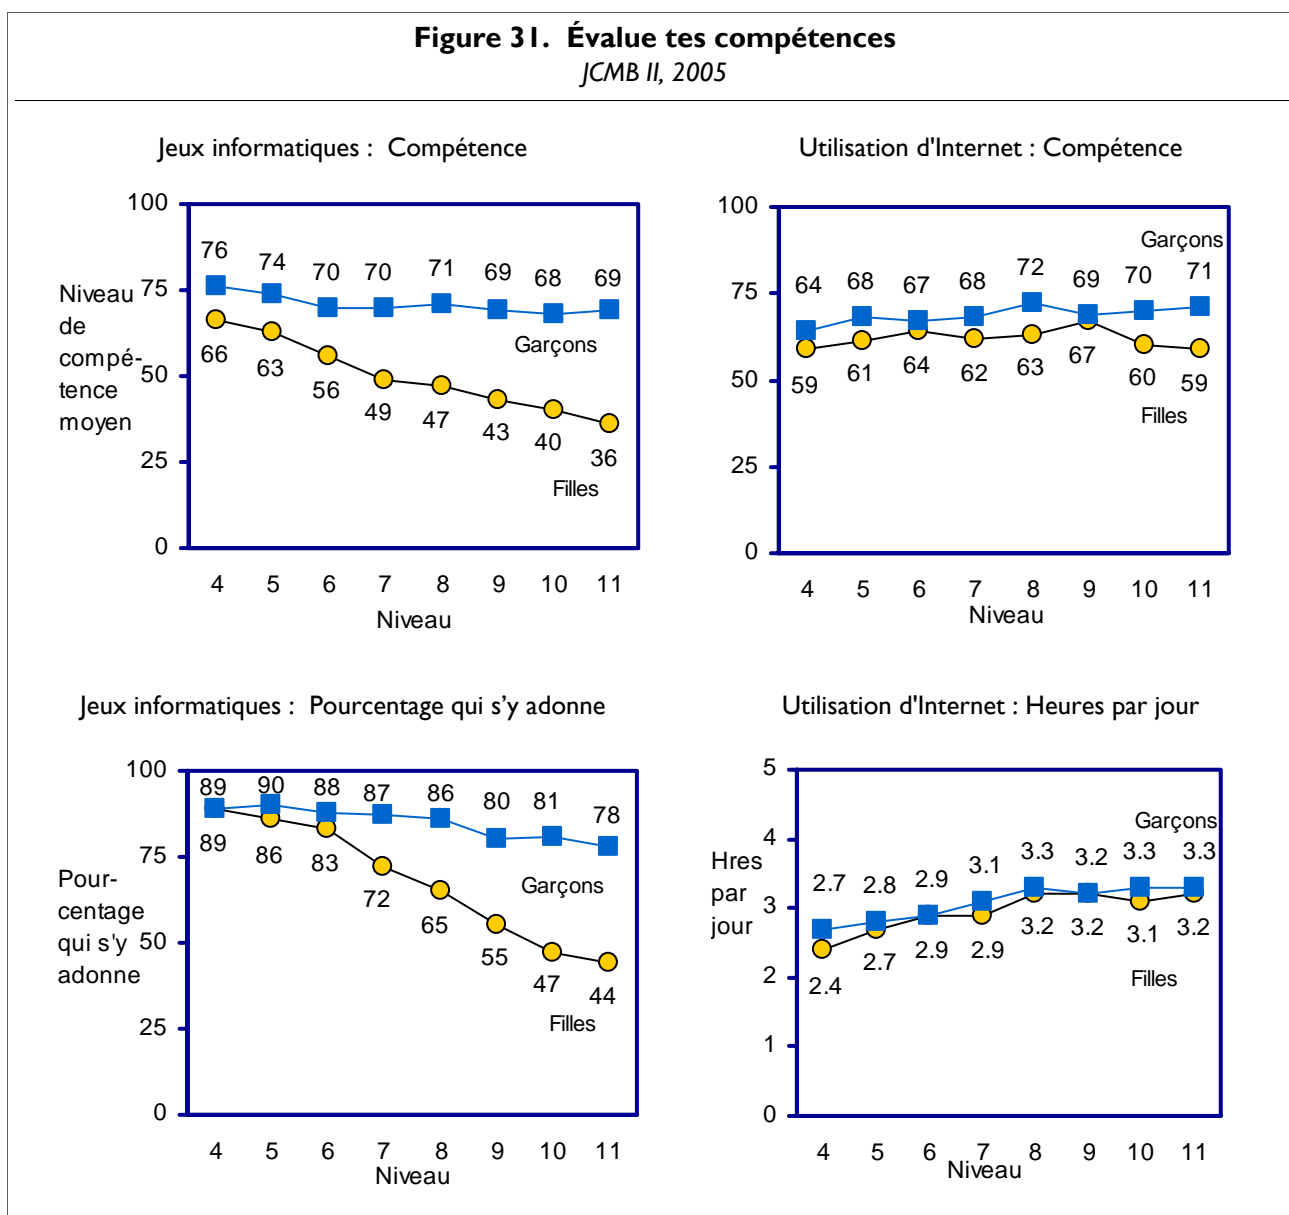 Figure 31.  Évalue tes compétences
JCMB II, 2005
Jeux informatiques :  Compétence
100
75
50
25
0
Niveau
de
compé-
tence
moyen
76 74 70 70 71 69 68 69
Garçons
66 63 56 49 47 43 40 36
Filles
4 5 6 7 8 9 10 11
Niveau
Utilisation d'Internet : Compétence
100
75
50
25
0
Garçons
64 68 67 68 72 69 70 71
59 61 64 62 63 67 60 59
Filles
4 5 6 7 8 9 10 11
Niveau
Jeux informatiques :  Pourcentage qui s'y adonne
100
75
50
25
0
Pour-
centage
qui s'y
adonne
89 90 88 87 86 80 81 78
Garçons
89 86 83 72 65 55 47 44
Filles
4 5 6 7 8 9 10 11
Niveau
Utilisation d'Internet : Heures par jour
5
4
3
2
1
0
Hres
par
jour
Garçons
2.7 2.8 2.9 3.1 3.3 3.2 3.3 3.3
2.4 2.7 2.9 2.9 3.2 3.2 3.1 3.2
Filles
4 5 6 7 8 9 10 11
Niveau